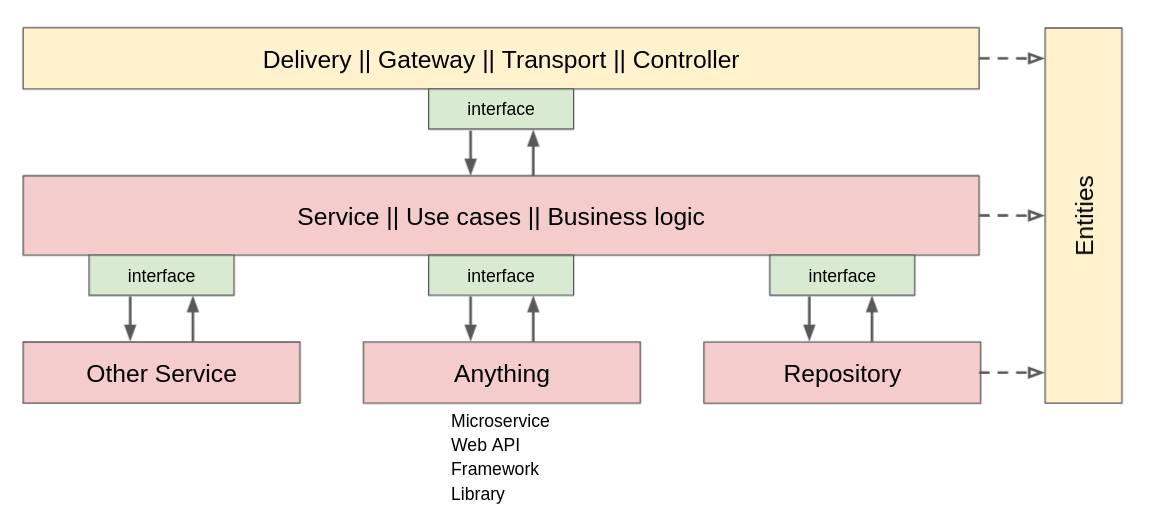 Delivery || Gateway || Transport || Controller
interface
Service || Use cases || Business logic
Entities
interface
interface
interface
Other Service
Anything
Repository
Microservice
Web API
Framework
Library